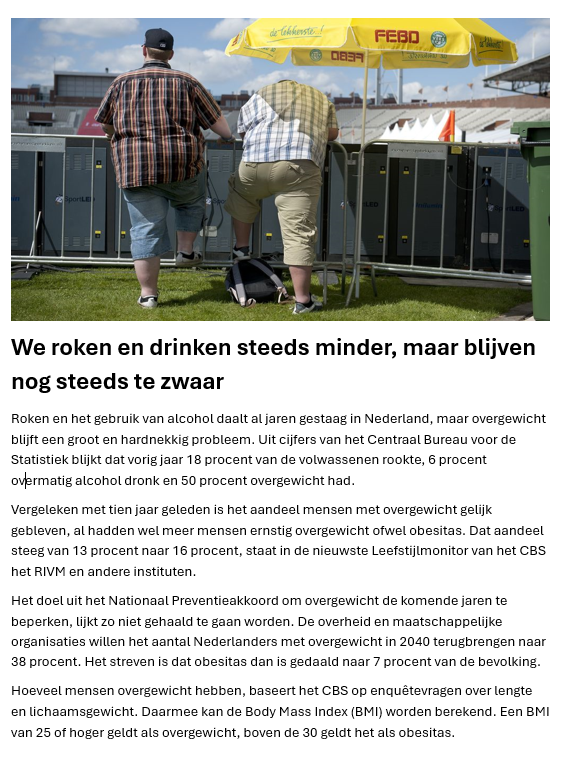 de lekkerste!
FEBO
de lekkerste!
FEBO
We roken en drinken steeds minder, maar blijven
nog steeds te zwaar
Roken en het gebruik van alcohol daalt al jaren gestaag in Nederland, maar overgewicht
blijft een groot en hardnekkig probleem. Uit cijfers van het Centraal Bureau voor de
Statistiek blijkt dat vorig jaar 18 procent van de volwassenen rookte, 6 procent
overmatig alcohol dronk en 50 procent overgewicht had.
Vergeleken met tien jaar geleden is het aandeel mensen met overgewicht gelijk
gebleven, al hadden wel meer mensen ernstig overgewicht ofwel obesitas. Dat aandeel
steeg van 13 procent naar 16 procent, staat in de nieuwste Leefstijlmonitor van het CBS
het RIVM en andere instituten.
Het doel uit het Nationaal Preventieakkoord om overgewicht de komende jaren te
beperken, lijkt zo niet gehaald te gaan worden. De overheid en maatschappelijke
organisaties willen het aantal Nederlanders met overgewicht in 2040 terugbrengen naar
38 procent. Het streven is dat obesitas dan is gedaald naar 7 procent van de bevolking.
Hoeveel mensen overgewicht hebben, baseert het CBS op enquêtevragen over lengte
en lichaamsgewicht. Daarmee kan de Body Mass Index (BMI) worden berekend. Een BMI
van 25 of hoger geldt als overgewicht, boven de 30 geldt het als obesitas.